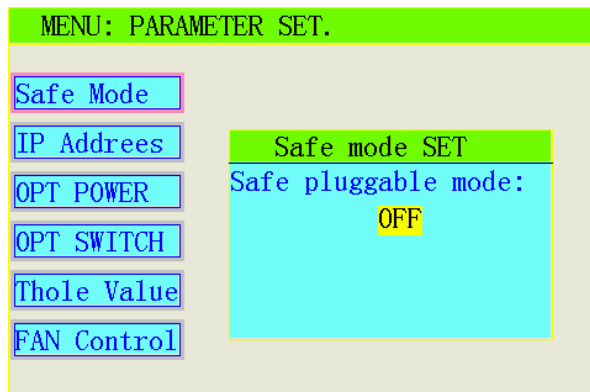 MENU: PARAMETER SET.
Safe Mode
IP Addrees
OPT POWER
OPT SWITCH
Thole Value
FAN Control
Safe mode SET
Safe pluggable mode:
OFF